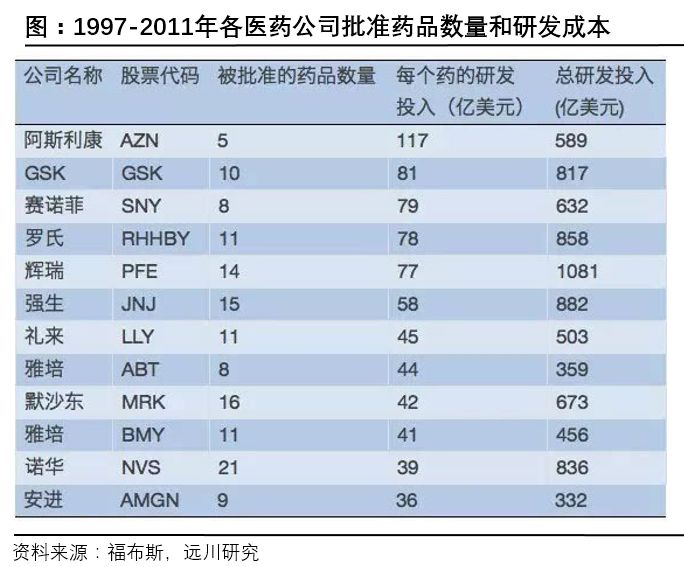 图：1997-2011年各医药公司批准药品数量和研发成本
公司名称 股票代码 被批准的药品数量 每个药的研发 总研发投入
投入（亿美元） (亿美元)
阿斯利康 AZN 5 117 589
GSK GSK 10 81 817
赛诺菲 SNY 8 79 632
罗氏 RHHBY 11 78 858
辉瑞 PFE 14 77 1081
强生 JNJ 15 58 882
礼来 LLY 11 45 503
雅培 ABT 8 44 359
默沙东 MRK 16 42 673
雅培 BMY 11 41 456
诺华 NVS 21 39 836
安进 AMGN 9 36 332
资料来源：福布斯，远川研究